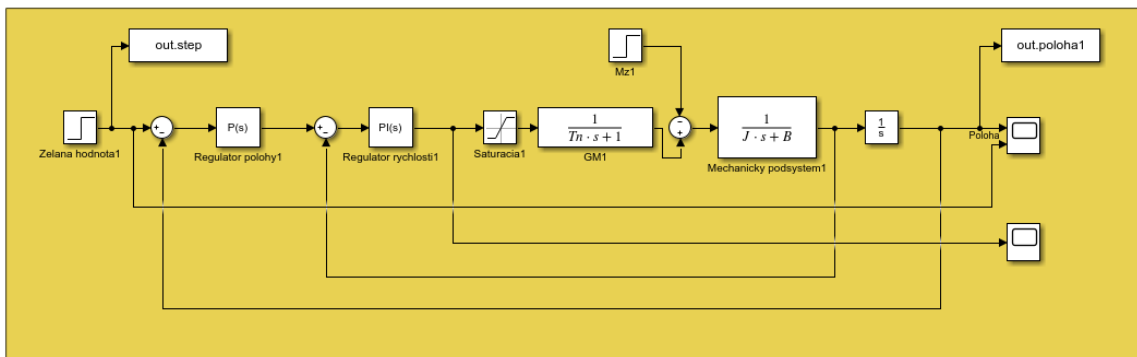 out.step
out.poloha1
Mz1
P(s)
PI(s)
1
Tn · s + 1
1
J · s + B
1
s
Poloha
Zelana hodnota1
Regulator polohy1
Regulator rychlosti1
Saturacia1
GM1
Mechanicky podsystem1